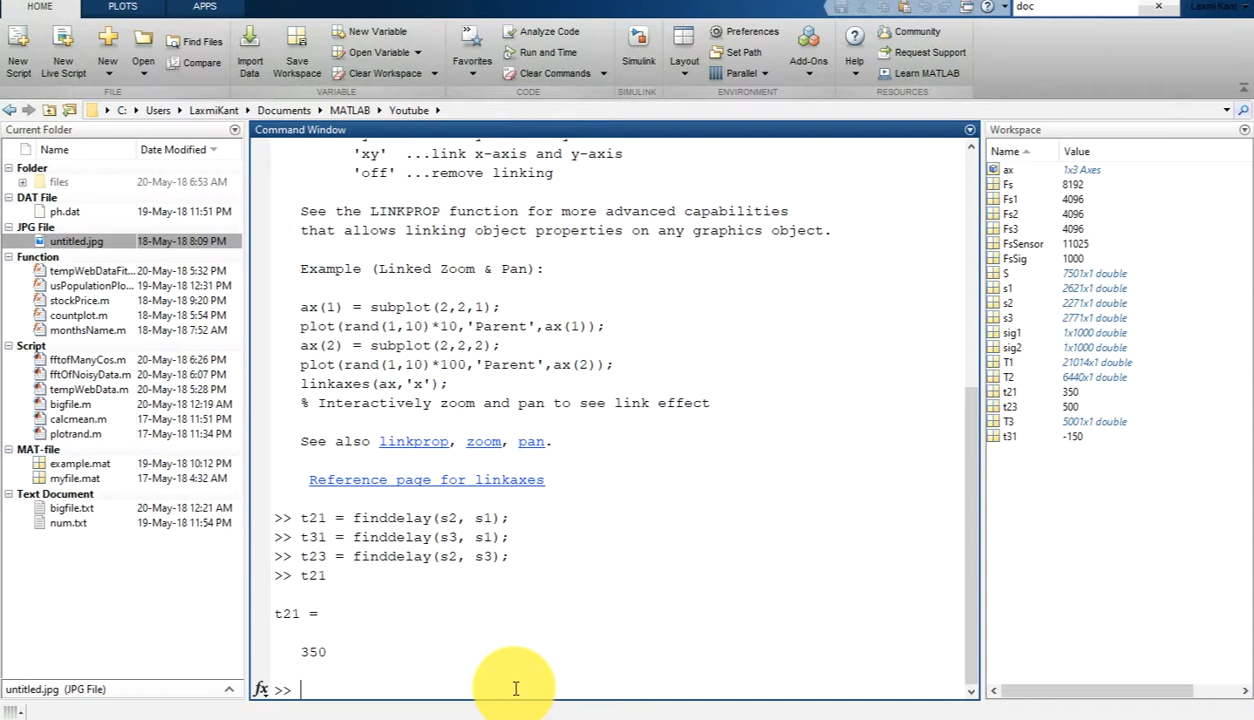 HOME PLOTS APPS doc Laxmi Kant
New Script New Live Script New Open Find Files Compare
Import Data Save Workspace New Variable Open Variable Clear Workspace
Favorites Analyze Code Run and Time Clear Commands
Simulink Layout Preferences Set Path Parallel Add-Ons
Help Community Request Support Learn MATLAB
FILE VARIABLE CODE SIMULINK ENVIRONMENT RESOURCES
C: Users LaxmiKant Documents MATLAB Youtube
Current Folder
Name Date Modified
Folder
files 20-May-18 6:53 AM
DAT File
ph.dat 19-May-18 11:51 PM
JPG File
untitled.jpg 18-May-18 8:09 PM
Function
tempWebDataFit... 20-May-18 5:32 PM
usPopulationPlo... 19-May-18 12:31 PM
stockPrice.m 18-May-18 9:20 PM
countplot.m 18-May-18 5:54 PM
monthsName.m 18-May-18 7:52 AM
Script
fftofManyCos.m 20-May-18 6:26 PM
fftOfNoisyData.m 20-May-18 6:07 PM
tempWebData.m 20-May-18 5:28 PM
bigfile.m 20-May-18 12:19 AM
calcmean.m 17-May-18 11:51 PM
plotrand.m 17-May-18 11:34 PM
MAT-file
example.mat 19-May-18 10:12 PM
myfile.mat 17-May-18 4:32 AM
Text Document
bigfile.txt 20-May-18 12:21 AM
num.txt 19-May-18 11:54 PM
untitled.jpg (JPG File)
Command Window
'xy' ...link x-axis and y-axis
'off' ...remove linking
See the LINKPROP function for more advanced capabilities
that allows linking object properties on any graphics object.
Example (Linked Zoom & Pan):
ax(1) = subplot(2,2,1);
plot(rand(1,10)*10,'Parent',ax(1));
ax(2) = subplot(2,2,2);
plot(rand(1,10)*100,'Parent',ax(2));
linkaxes(ax,'x');
% Interactively zoom and pan to see link effect
See also linkprop, zoom, pan.
Reference page for linkaxes
>> t21 = finddelay(s2, s1);
>> t31 = finddelay(s3, s1);
>> t23 = finddelay(s2, s3);
>> t21
t21 =
350
fx >>
Workspace
Name Value
ax 1x3 Axes
Fs 8192
Fs1 4096
Fs2 4096
Fs3 4096
FsSensor 11025
FsSig 1000
S 7501x1 double
s1 2621x1 double
s2 2271x1 double
s3 2771x1 double
sig1 1x1000 double
sig2 1x1000 double
T1 21014x1 double
T2 6440x1 double
t21 350
t23 500
T3 5001x1 double
t31 -150